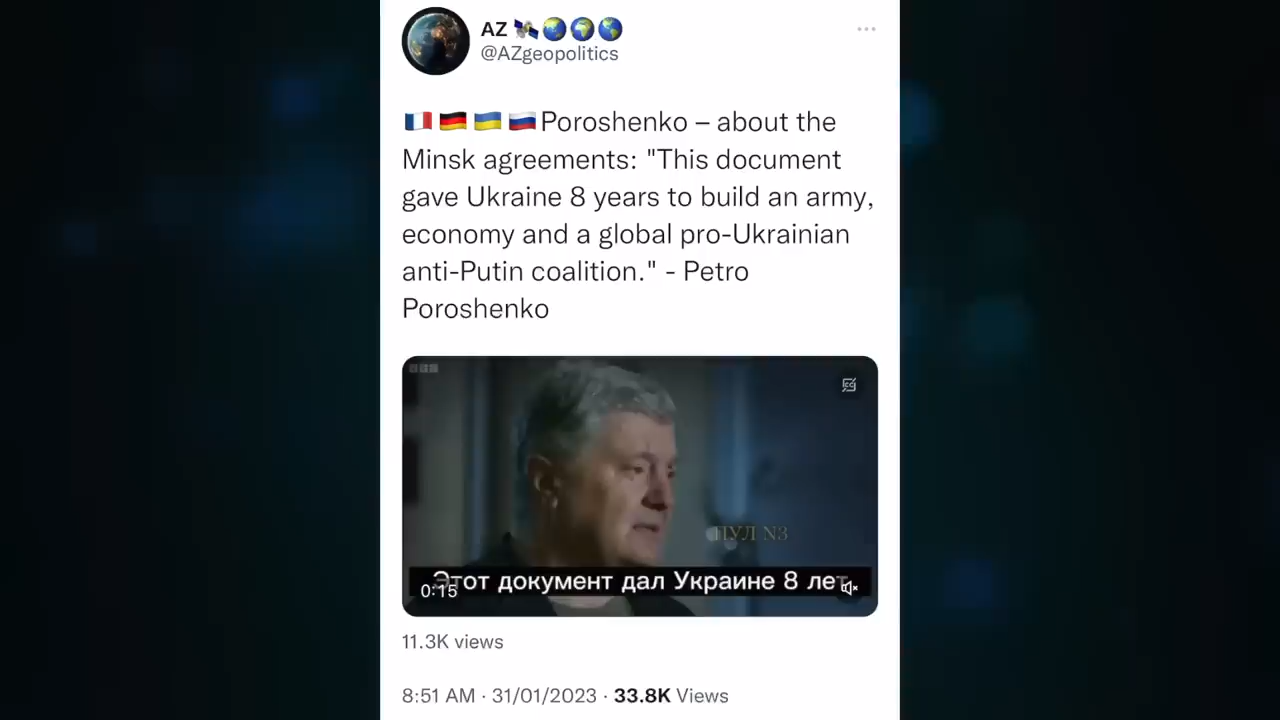 AZ 🛰️🌏🌍🌎
@AZgeopolitics
🇫🇷🇩🇪🇺🇦🇷🇺Poroshenko – about the
Minsk agreements: "This document
gave Ukraine 8 years to build an army,
economy and a global pro-Ukrainian
anti-Putin coalition." - Petro
Poroshenko
ПУЛ N3
Этот документ дал Украине 8 лет
0:15
11.3K views
8:51 AM · 31/01/2023 · 33.8K Views